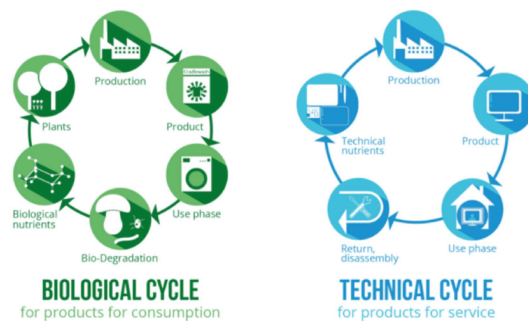 Production
Plants
Product
Biological
nutrients
Use phase
Bio-Degradation
BIOLOGICAL CYCLE
for products for consumption
Production
Technical
nutrients
Product
Return,
disassembly
Use phase
TECHNICAL CYCLE
for products for service